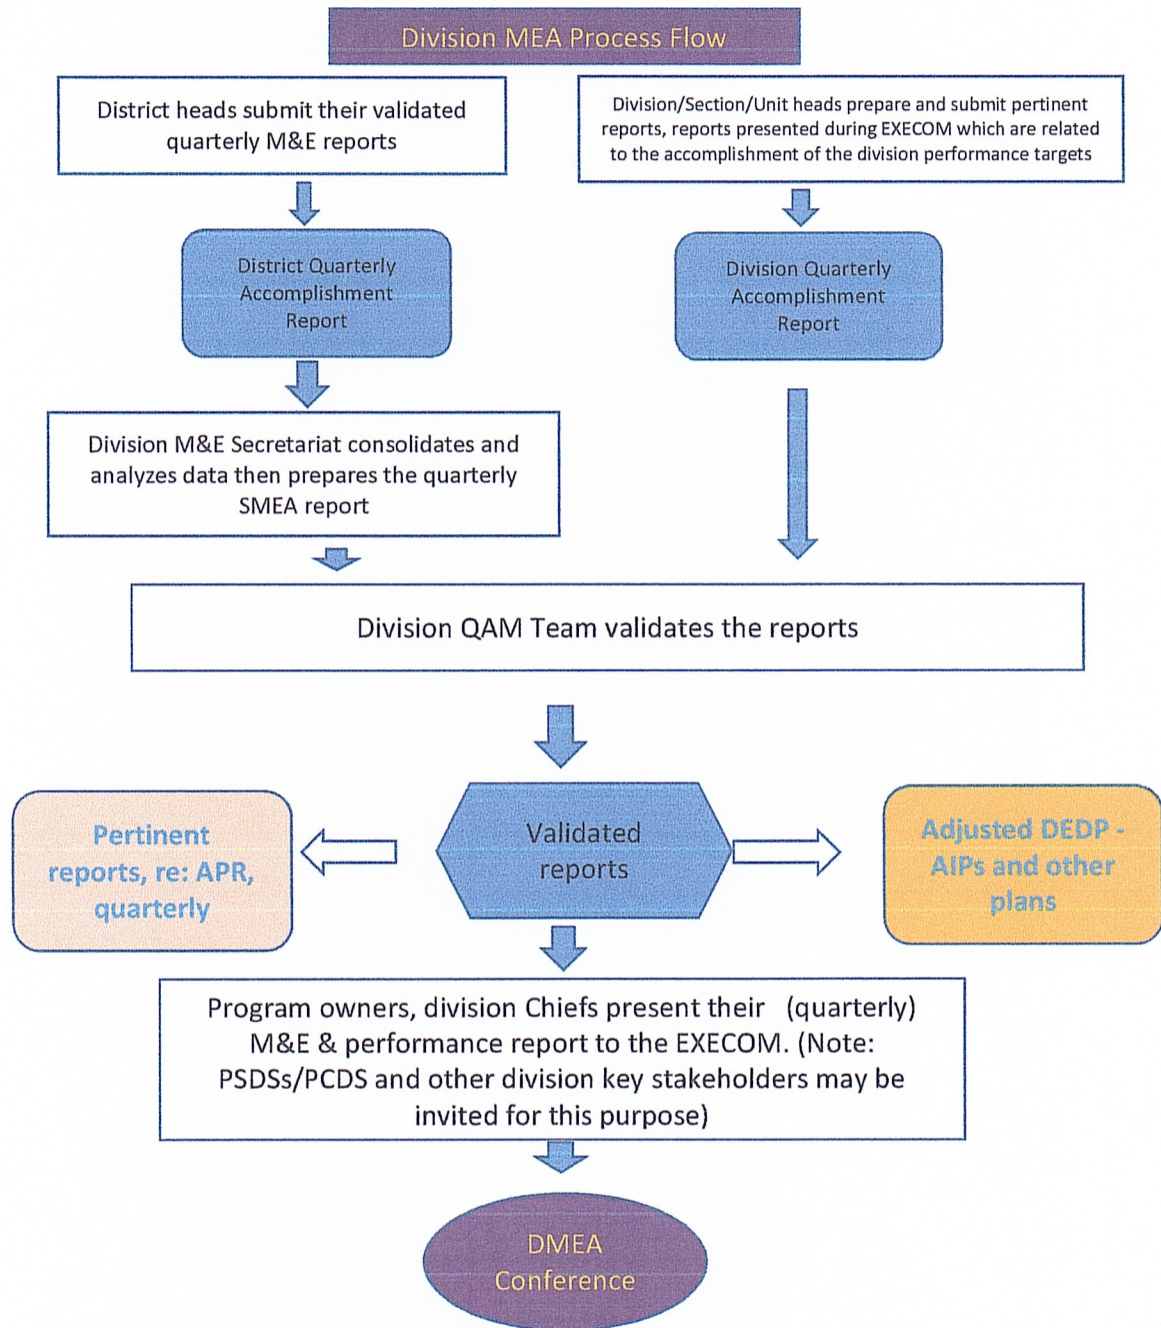 Division MEA Process Flow
District heads submit their validated
quarterly M&E reports
Division/Section/Unit heads prepare and submit pertinent
reports, reports presented during EXECOM which are related
to the accomplishment of the division performance targets
District Quarterly
Accomplishment
Report
Division Quarterly
Accomplishment
Report
Division M&E Secretariat consolidates and
analyzes data then prepares the quarterly
SMEA report
Division QAM Team validates the reports
Pertinent
reports, re: APR,
quarterly
Validated
reports
Adjusted DEDP -
AIPs and other
plans
Program owners, division Chiefs present their (quarterly)
M&E & performance report to the EXECOM. (Note:
PSDSs/PCDS and other division key stakeholders may be
invited for this purpose)
DMEA
Conference